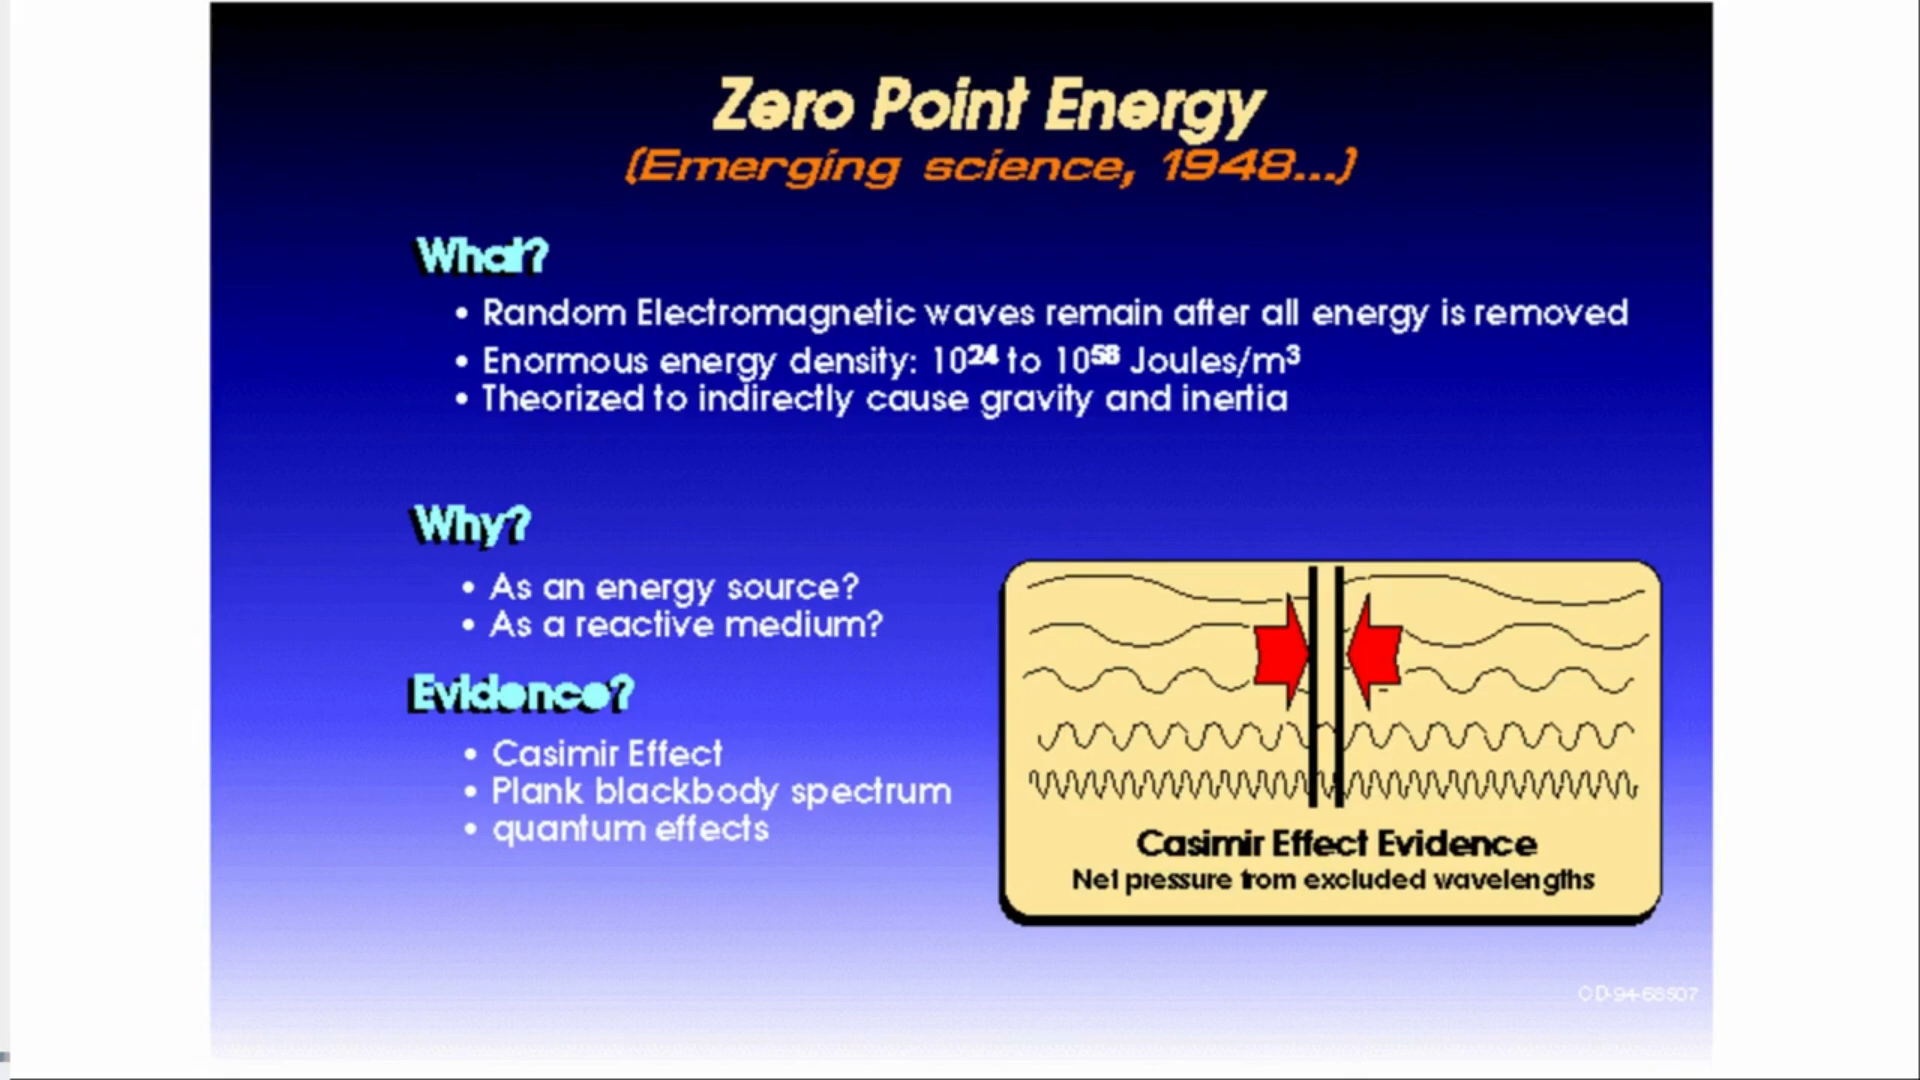 Zero Point Energy
(Emerging science, 1948...)
What?
• Random Electromagnetic waves remain after all energy is removed
• Enormous energy density: 10²⁴ to 10⁵⁸ Joules/m³
• Theorized to indirectly cause gravity and inertia
Why?
• As an energy source?
• As a reactive medium?
Evidence?
• Casimir Effect
• Plank blackbody spectrum
• quantum effects
Casimir Effect Evidence
Net pressure from excluded wavelengths
CD-94-68507